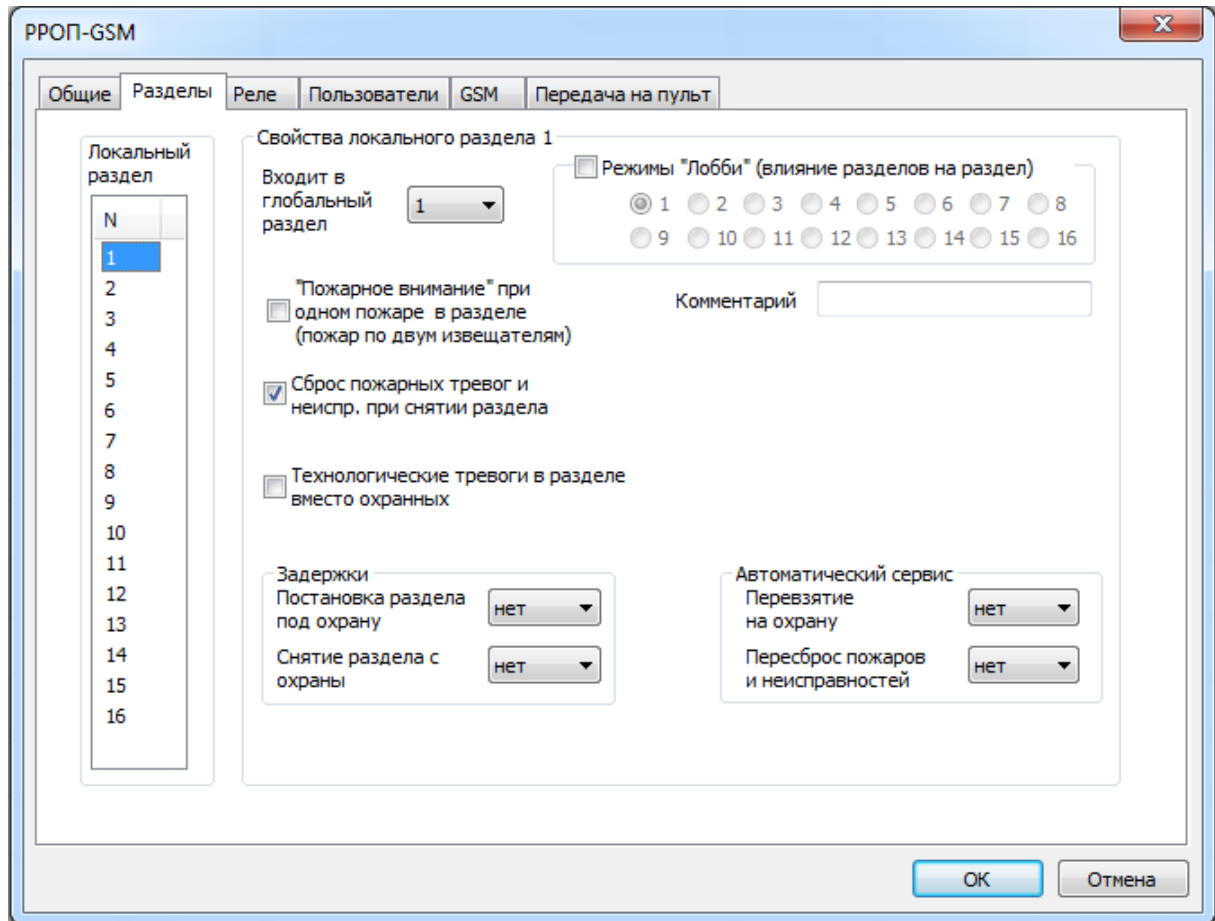 РРОП-GSM
Общие
Разделы
Реле
Пользователи
GSM
Передача на пульт
Локальный
раздел
N
1
2
3
4
5
6
7
8
9
10
11
12
13
14
15
16
Свойства локального раздела 1
Входит в
глобальный
раздел
1
Режимы "Лобби" (влияние разделов на раздел)
1 2 3 4 5 6 7 8
9 10 11 12 13 14 15 16
"Пожарное внимание" при
одном пожаре в разделе
(пожар по двум извещателям)
Комментарий
Сброс пожарных тревог и
неиспр. при снятии раздела
Технологические тревоги в разделе
вместо охранных
Задержки
Постановка раздела
под охрану
нет
Снятие раздела с
охраны
нет
Автоматический сервис
Перевзятие
на охрану
нет
Пересброс пожаров
и неисправностей
нет
OK
Отмена